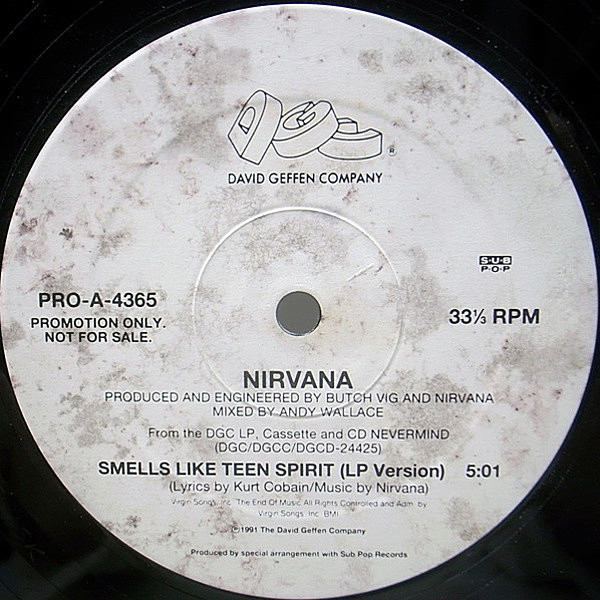 DGC
®
DAVID GEFFEN COMPANY
SUB
POP
PRO-A-4365
PROMOTION ONLY.
NOT FOR SALE.
33⅓ RPM
NIRVANA
PRODUCED AND ENGINEERED BY BUTCH VIG AND NIRVANA
MIXED BY ANDY WALLACE
From the DGC LP, Cassette and CD NEVERMIND
(DGC/DGCC/DGCD-24425)
SMELLS LIKE TEEN SPIRIT (LP Version) 5:01
(Lyrics by Kurt Cobain/Music by Nirvana)
Virgin Songs, Inc. The End Of Music All Rights Controlled and Adm. by
Virgin Songs, Inc. BMI
℗1991 The David Geffen Company
Produced by special arrangement with Sub Pop Records